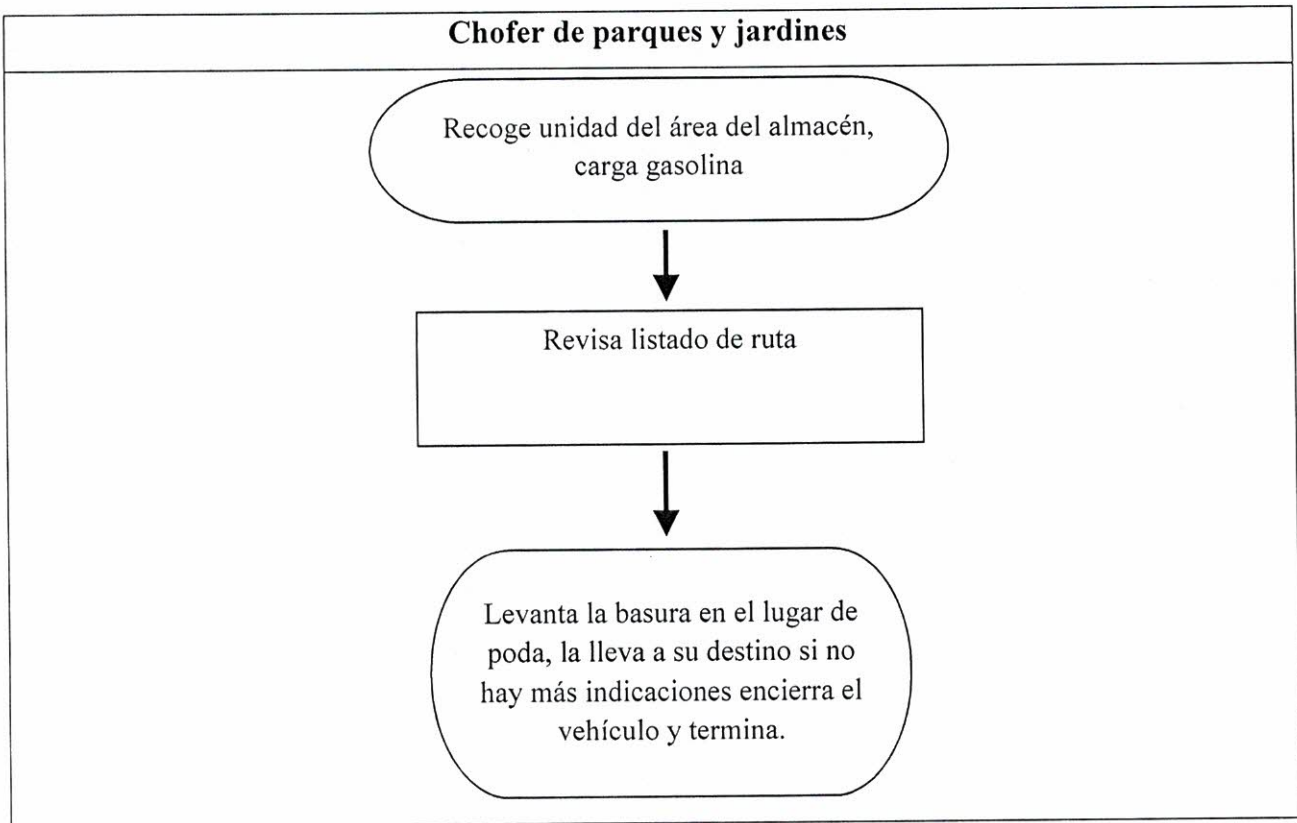 Chofer de parques y jardines
Recoge unidad del área del almacén,
carga gasolina
Revisa listado de ruta
Levanta la basura en el lugar de
poda, la lleva a su destino si no
hay más indicaciones encierra el
vehículo y termina.